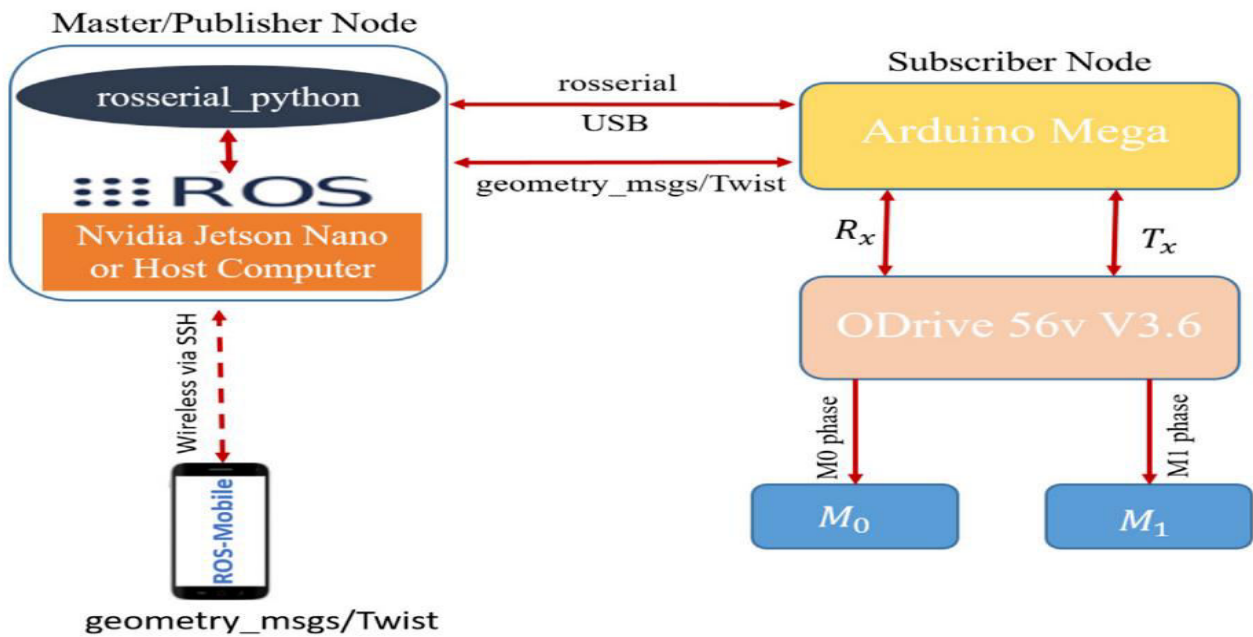 Master/Publisher Node
rosserial_python
ROS
Nvidia Jetson Nano
or Host Computer
Wireless via SSH
ROS-Mobile
geometry_msgs/Twist
rosserial
USB
geometry_msgs/Twist
Subscriber Node
Arduino Mega
Rₓ
Tₓ
ODrive 56v V3.6
M0 phase
M1 phase
M₀
M₁